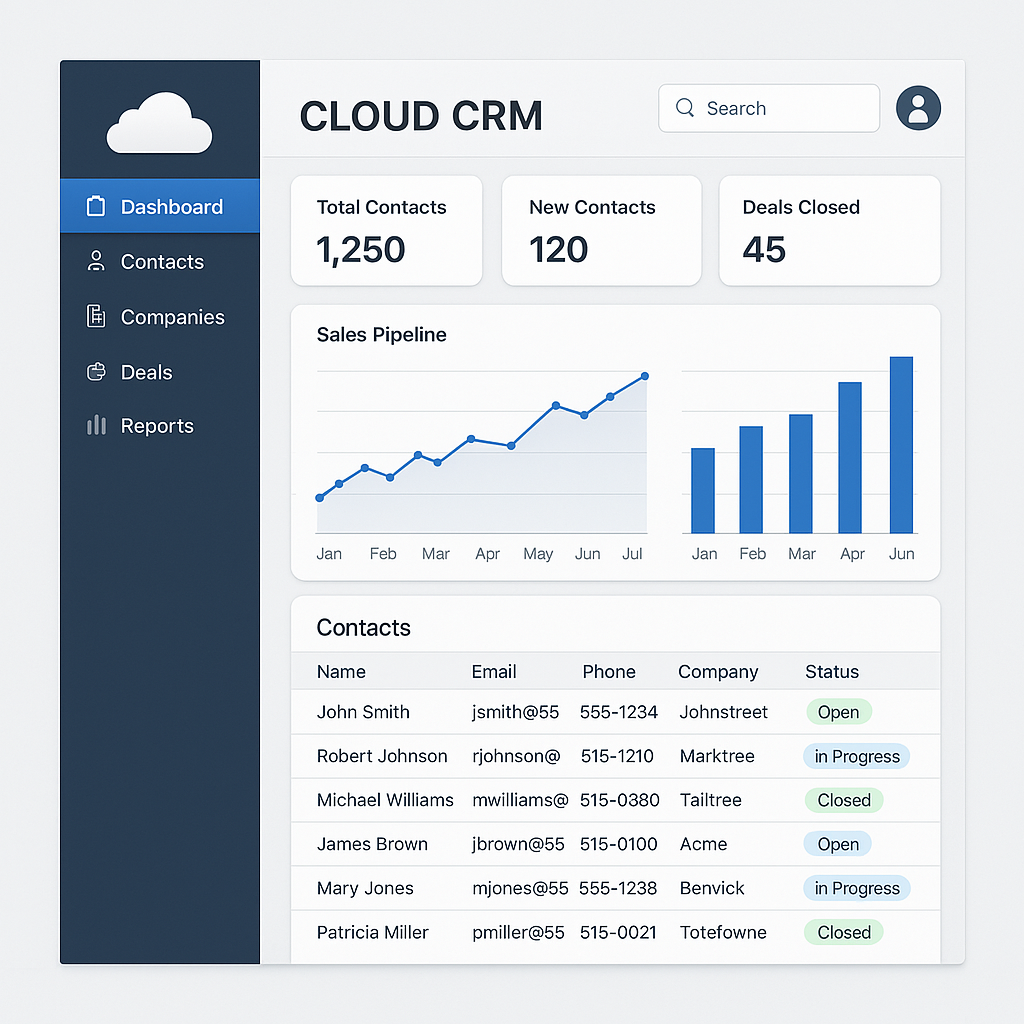 CLOUD CRM
Search
Dashboard
Contacts
Companies
Deals
Reports
Total Contacts
1,250
New Contacts
120
Deals Closed
45
Sales Pipeline
Jan Feb Mar Apr May Jun Jul
Jan Feb Mar Apr Jun
Contacts
Name Email Phone Company Status
John Smith jsmith@55 555-1234 Johnstreet Open
Robert Johnson rjohnson@ 515-1210 Marktree in Progress
Michael Williams mwilliams@ 515-0380 Tailtree Closed
James Brown jbrown@55 515-0100 Acme Open
Mary Jones mjones@55 555-1238 Benvick in Progress
Patricia Miller pmiller@55 515-0021 Totefowne Closed